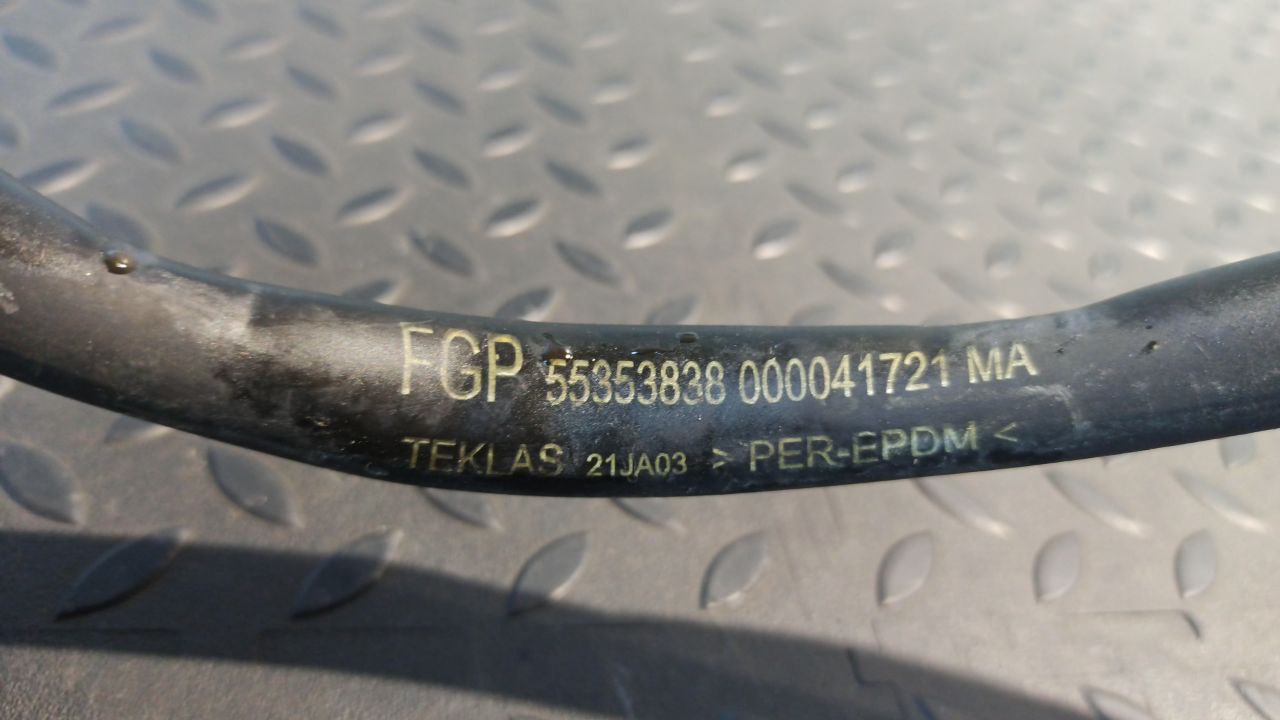 FGP 55353838 000041721 MA
TEKLAS 21JA03 > PER-EPDM <